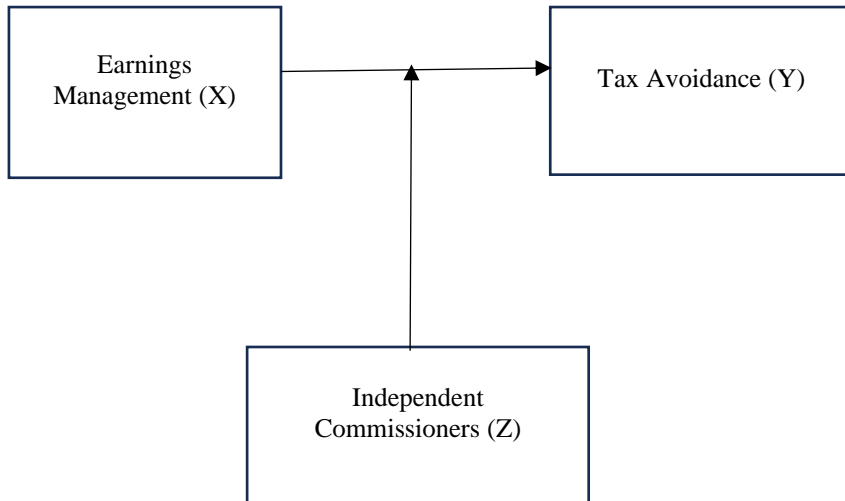 Earnings
Management (X)
Tax Avoidance (Y)
Independent
Commissioners (Z)